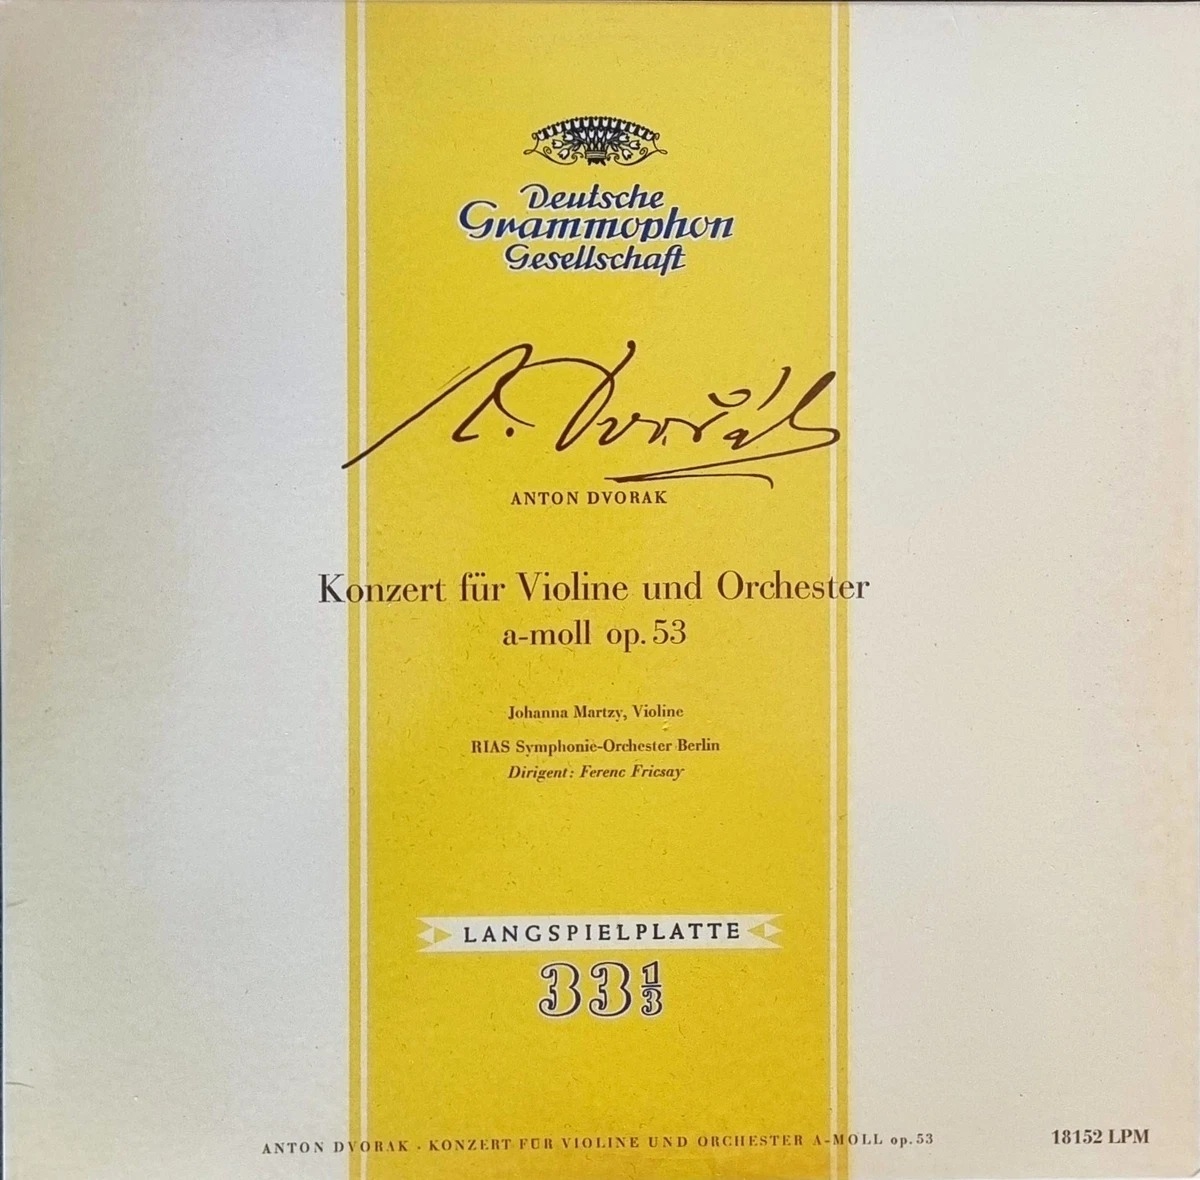 Deutsche
Grammophon
Gesellschaft
A. Dvořák
ANTON DVORAK
Konzert für Violine und Orchester
a-moll op. 53
Johanna Martzy, Violine
RIAS Symphonie-Orchester Berlin
Dirigent: Ferenc Fricsay
LANGSPIELPLATTE
33 1/3
ANTON DVORAK · KONZERT FÜR VIOLINE UND ORCHESTER A-MOLL op. 53
18152 LPM